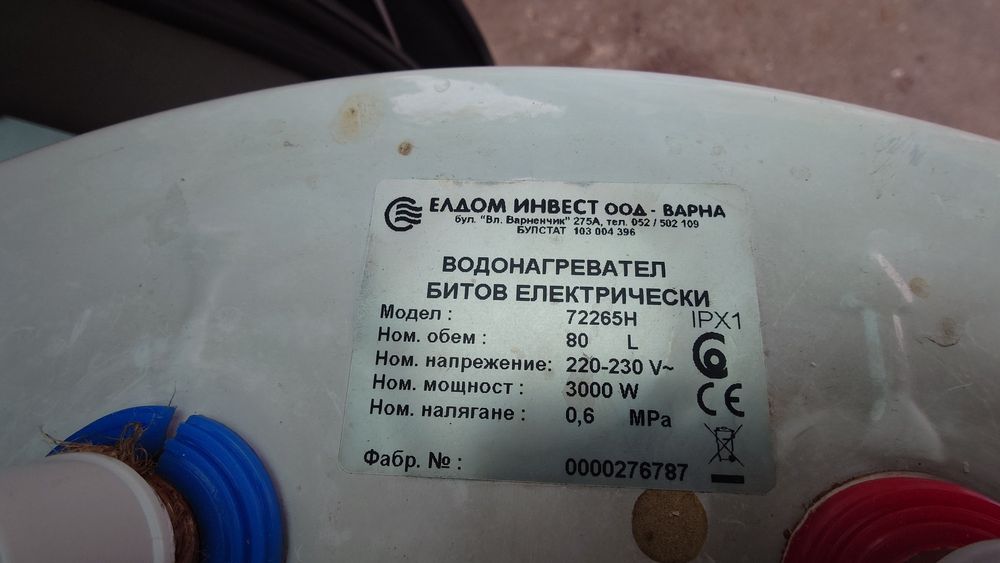 ЕЛДОМ ИНВЕСТ ООД - ВАРНА
бул. "Вл. Варненчик" 275А, тел. 052 / 502 109
БУПСТАТ 103 004 396
ВОДОНАГРЕВАТЕЛ
БИТОВ ЕЛЕКТРИЧЕСКИ
Модел : 72265H IPX1
Ном. обем : 80 L
Ном. напрежение: 220-230 V~
Ном. мощност : 3000 W CE
Ном. налягане : 0,6 MPa
Фабр. № : 0000276787